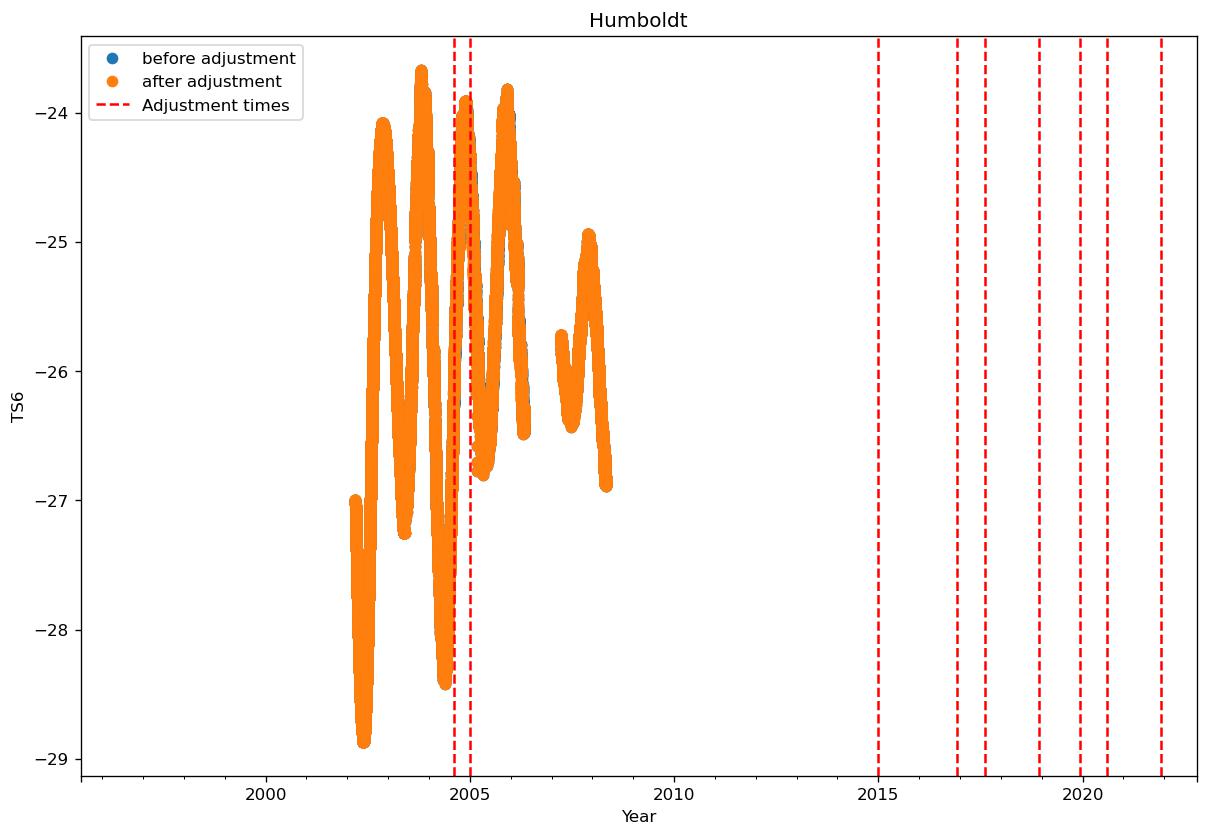 Humboldt
before adjustment
after adjustment
Adjustment times
−24
−25
−26
−27
−28
−29
TS6
2000 2005 2010 2015 2020
Year